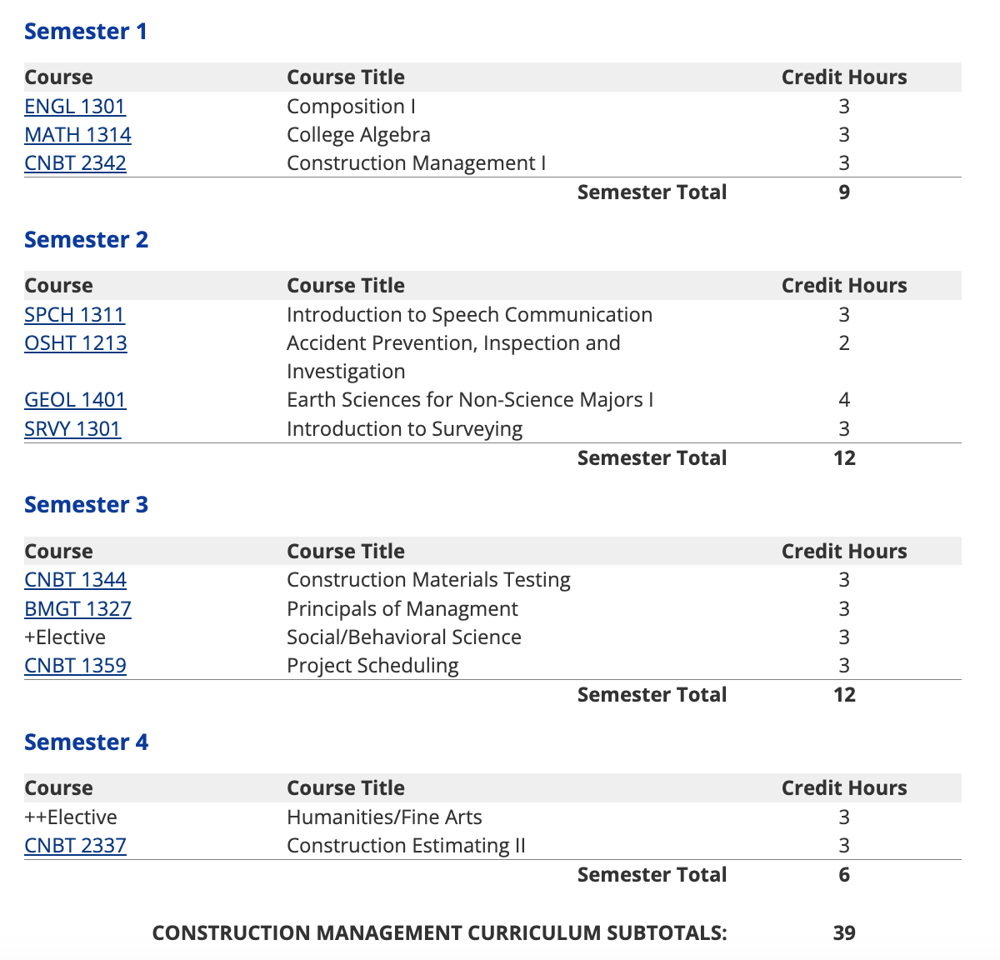 Semester 1
Course Course Title Credit Hours
ENGL 1301 Composition I 3
MATH 1314 College Algebra 3
CNBT 2342 Construction Management I 3
Semester Total 9
Semester 2
Course Course Title Credit Hours
SPCH 1311 Introduction to Speech Communication 3
OSHT 1213 Accident Prevention, Inspection and 2
Investigation
GEOL 1401 Earth Sciences for Non-Science Majors I 4
SRVY 1301 Introduction to Surveying 3
Semester Total 12
Semester 3
Course Course Title Credit Hours
CNBT 1344 Construction Materials Testing 3
BMGT 1327 Principals of Managment 3
+Elective Social/Behavioral Science 3
CNBT 1359 Project Scheduling 3
Semester Total 12
Semester 4
Course Course Title Credit Hours
++Elective Humanities/Fine Arts 3
CNBT 2337 Construction Estimating II 3
Semester Total 6
CONSTRUCTION MANAGEMENT CURRICULUM SUBTOTALS: 39